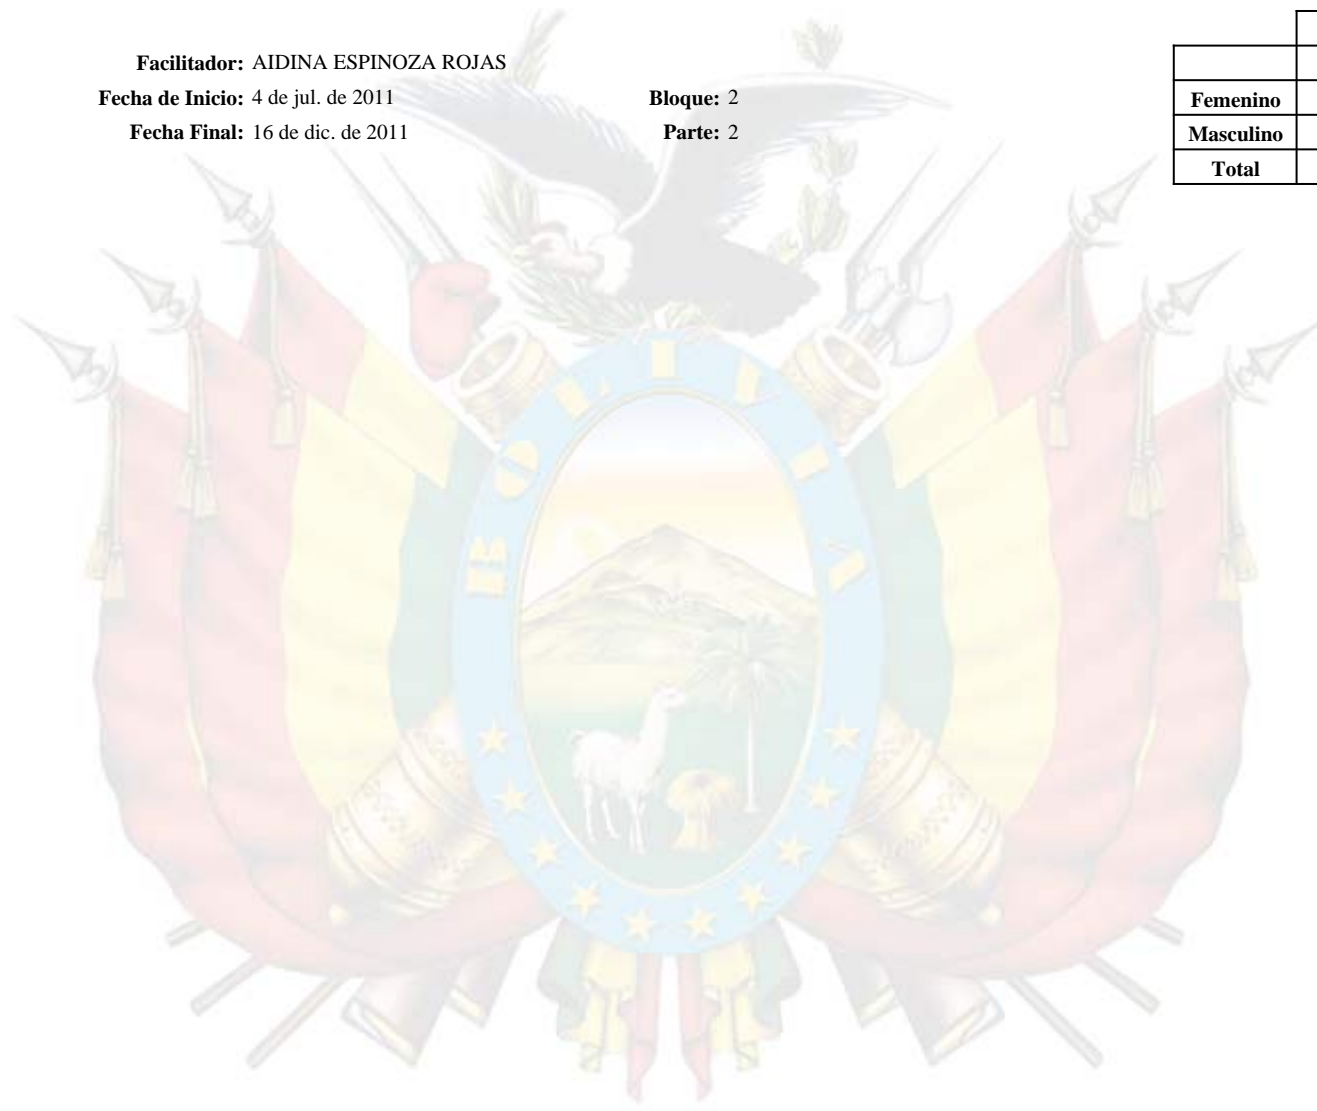 Facilitador: AIDINA ESPINOZA ROJAS
Fecha de Inicio: 4 de jul. de 2011 Bloque: 2
Fecha Final: 16 de dic. de 2011 Parte: 2
Femenino
Masculino
Total
BOLIVIA